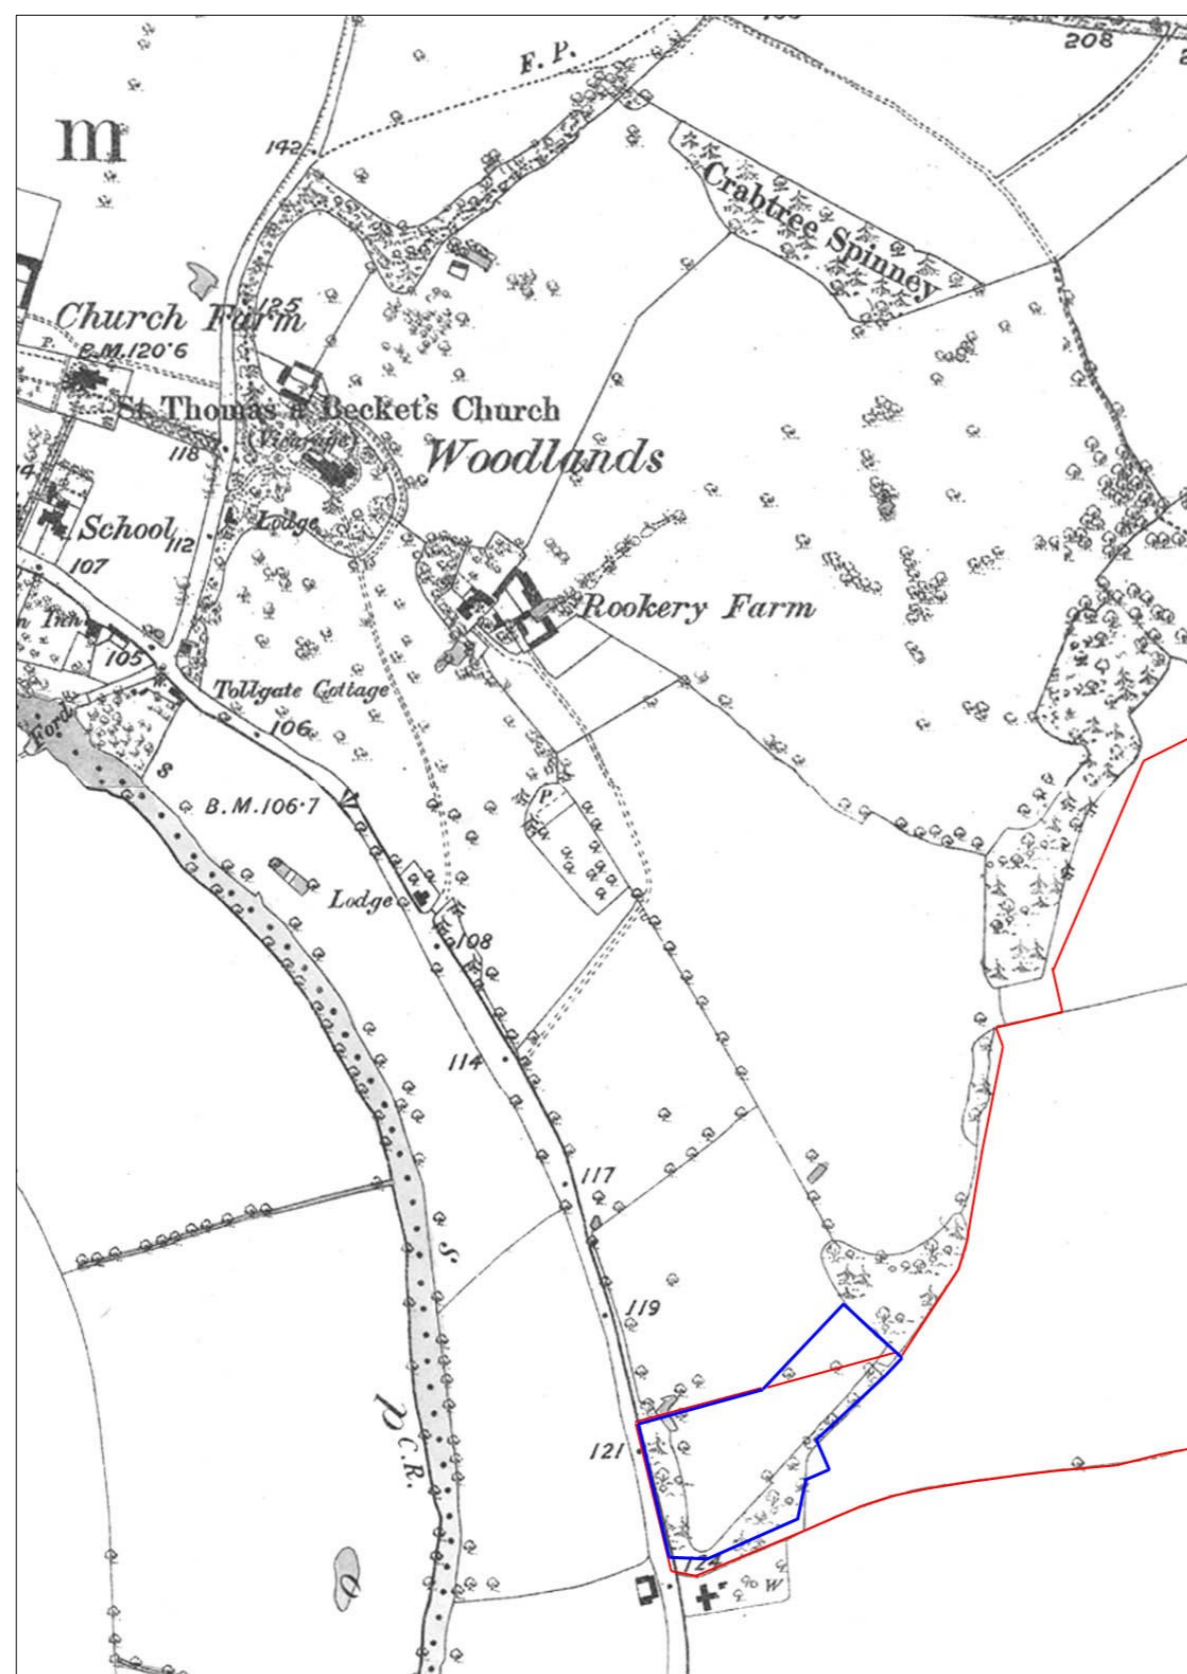 208
F. P.
142
m
Crabtree Spinney
125
Church Farm
P.
B.M.120·6
St. Thomas à Becket's Church
(Vicarage)
Woodlands
118
Lodge
School
112
107
Rookery Farm
Inn
105
Tollgate Cottage
Ford
106
S
B.M.106·7
P
Lodge
108
114
117
S.
119
C.R.
121
124
W